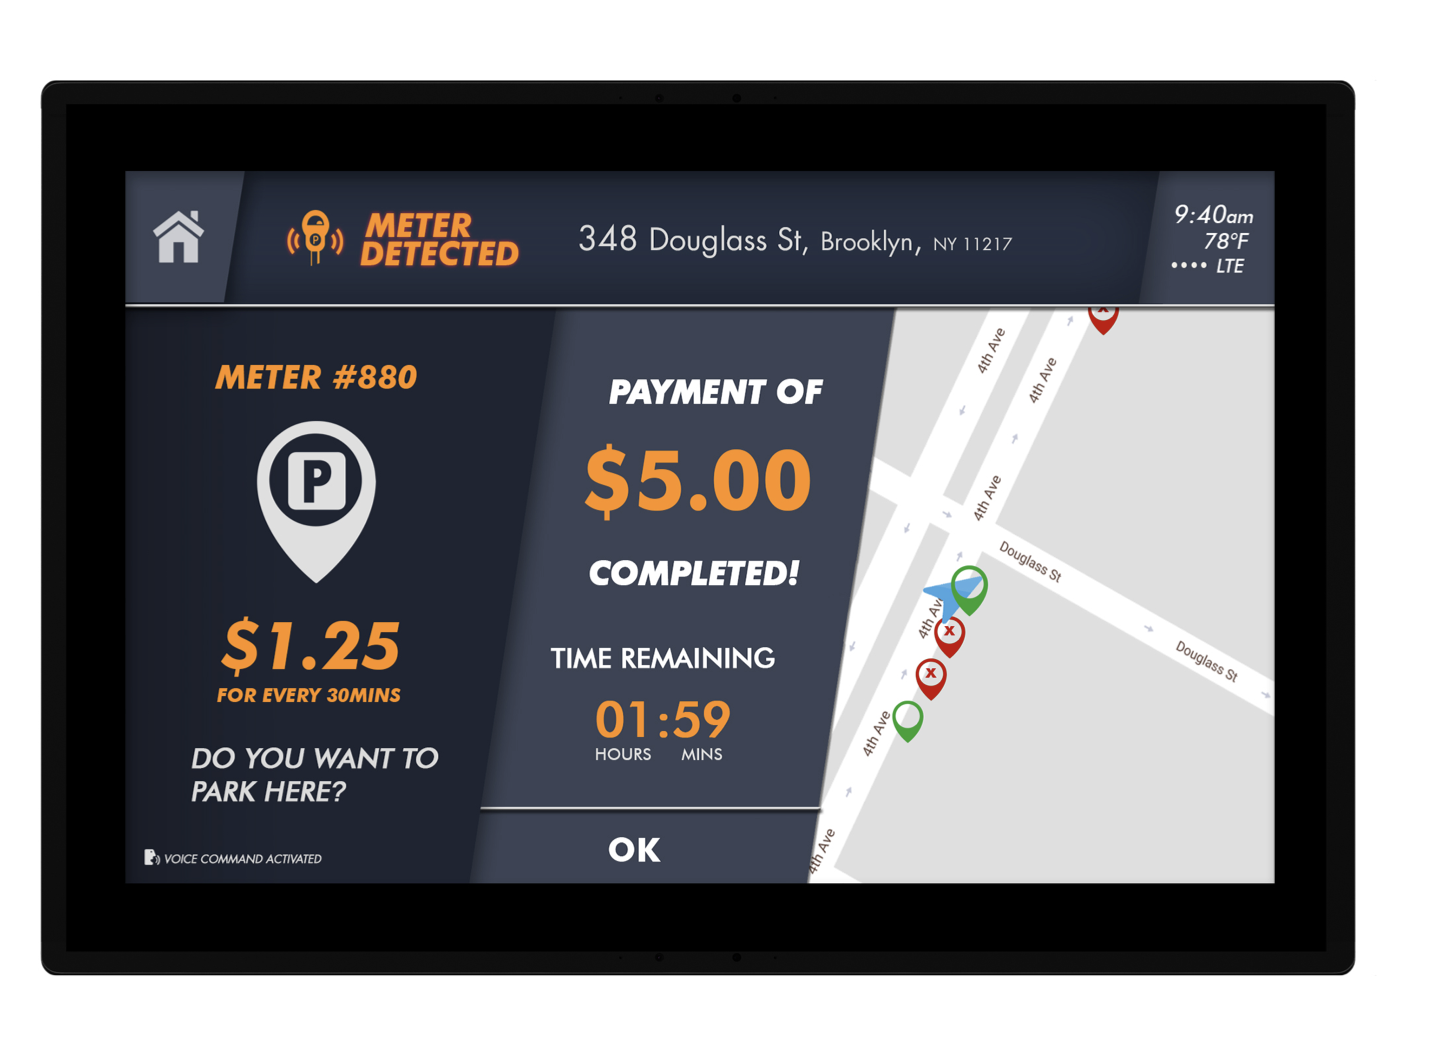 METER
DETECTED
348 Douglass St, Brooklyn, NY 11217
9:40am
78°F
•••• LTE
METER #880
P
$1.25
FOR EVERY 30MINS
DO YOU WANT TO
PARK HERE?
VOICE COMMAND ACTIVATED
PAYMENT OF
$5.00
COMPLETED!
TIME REMAINING
01:59
HOURS MINS
OK
4th Ave
4th Ave
4th Ave
Douglass St
4th Ave
Douglass St
4th Ave
4th Ave
x
x
x